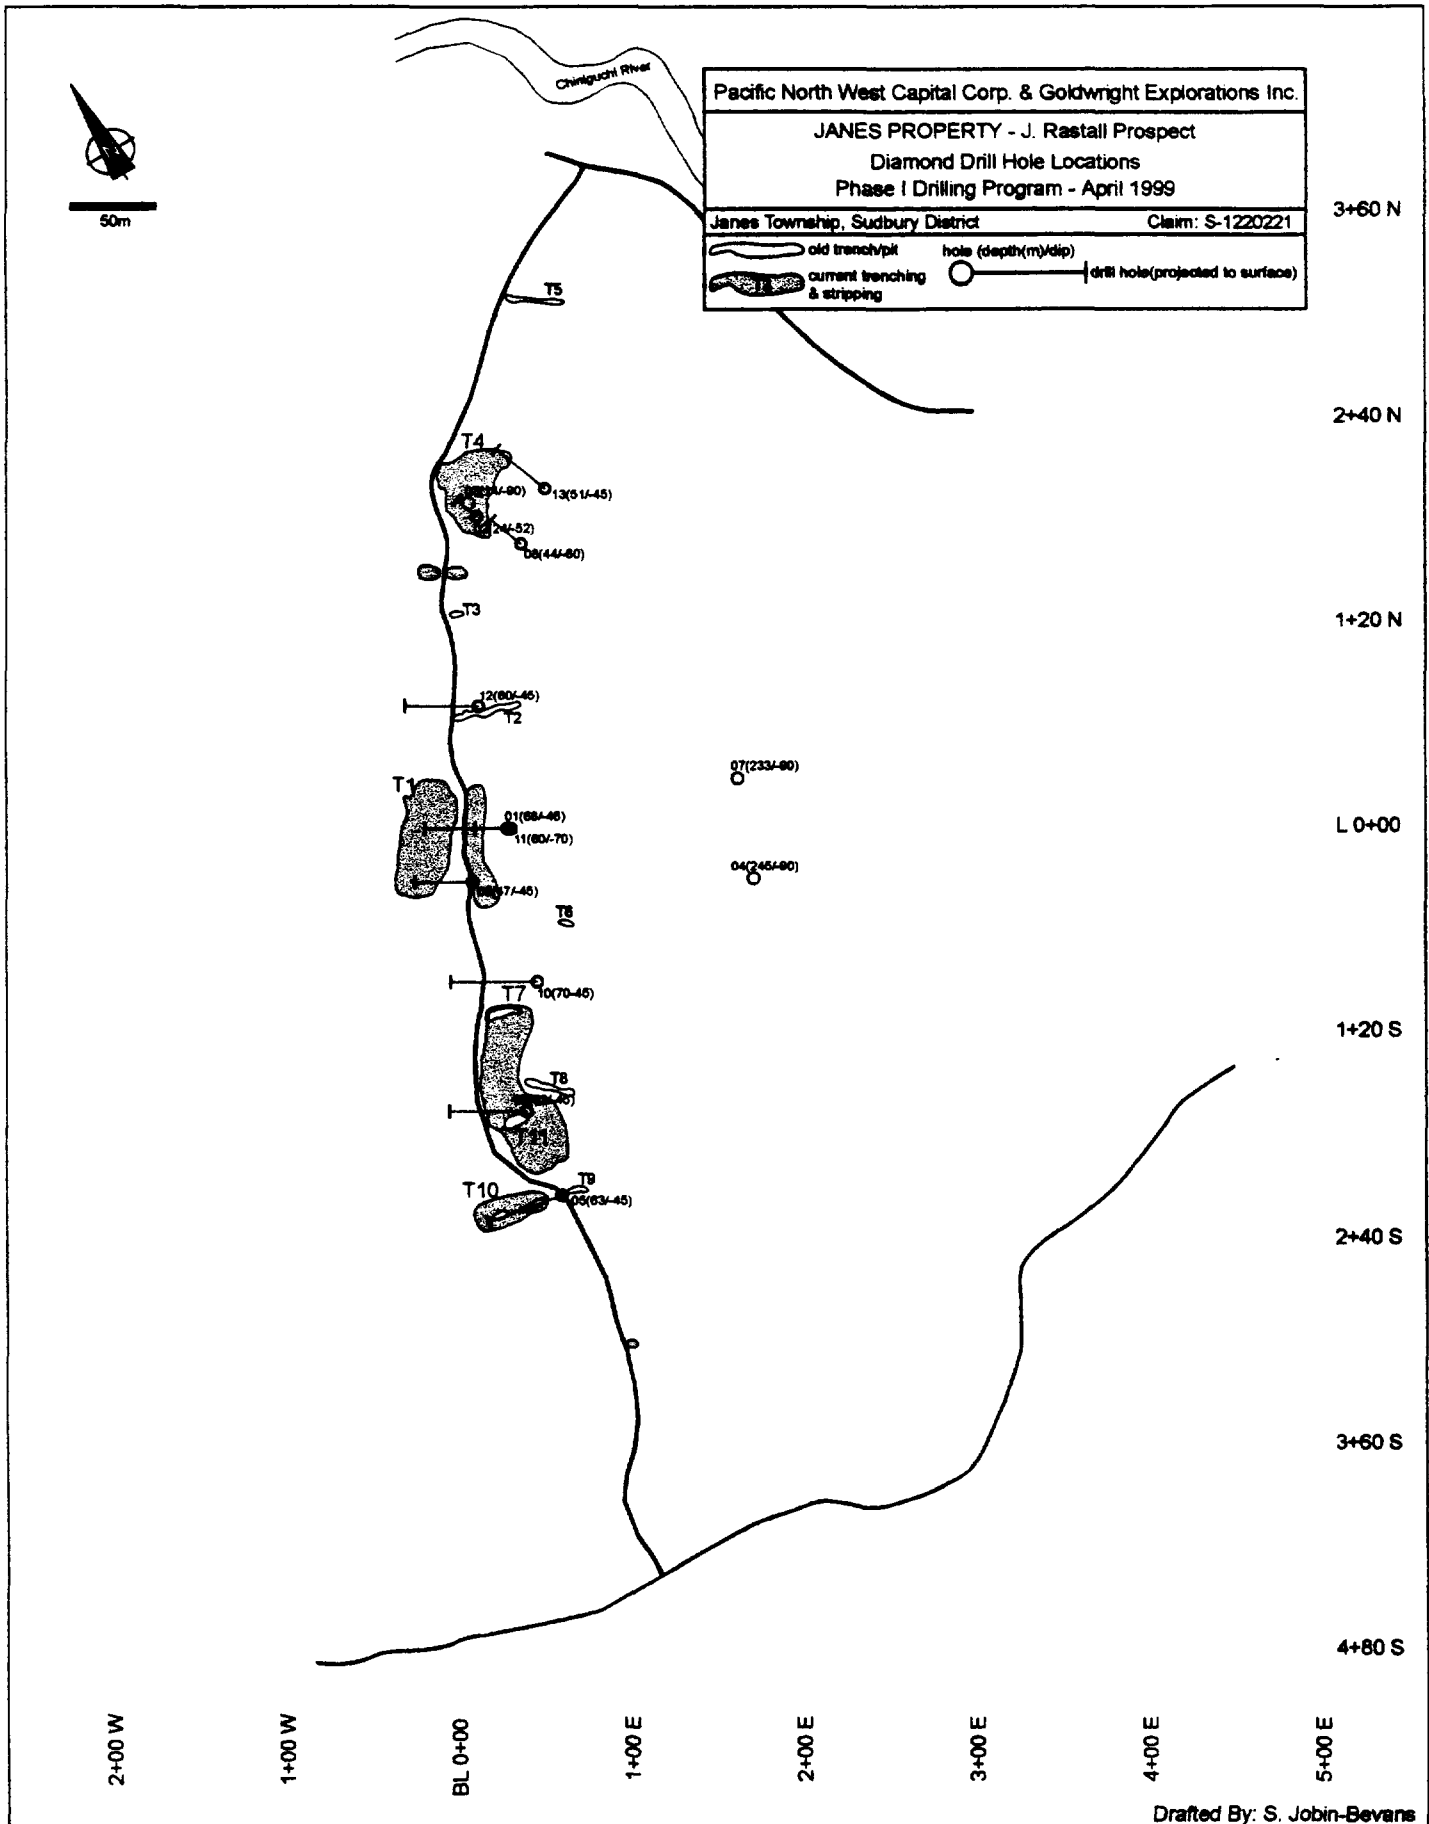 Chiniguchi River
Pacific North West Capital Corp. & Goldwright Explorations Inc.
JANES PROPERTY - J. Rastall Prospect
Diamond Drill Hole Locations
Phase I Drilling Program - April 1999
Janes Township, Sudbury District Claim: S-1220221
old trench/pit hole (depth(m)/dip)
current trenching drill hole(projected to surface)
& stripping
50m
3+60 N
T5
2+40 N
T4
13(51/-45)
08(44/-60)
1+20 N
T3
12(60/-45)
T2
07(233/-90)
T1
01(68/-45)
11(60/-70)
L 0+00
04(245/-90)
T6
10(70-45)
T7
1+20 S
T8
T11
T9
T10
05(63/-45)
2+40 S
3+60 S
4+80 S
2+00 W
1+00 W
BL 0+00
1+00 E
2+00 E
3+00 E
4+00 E
5+00 E
Drafted By: S. Jobin-Bevans